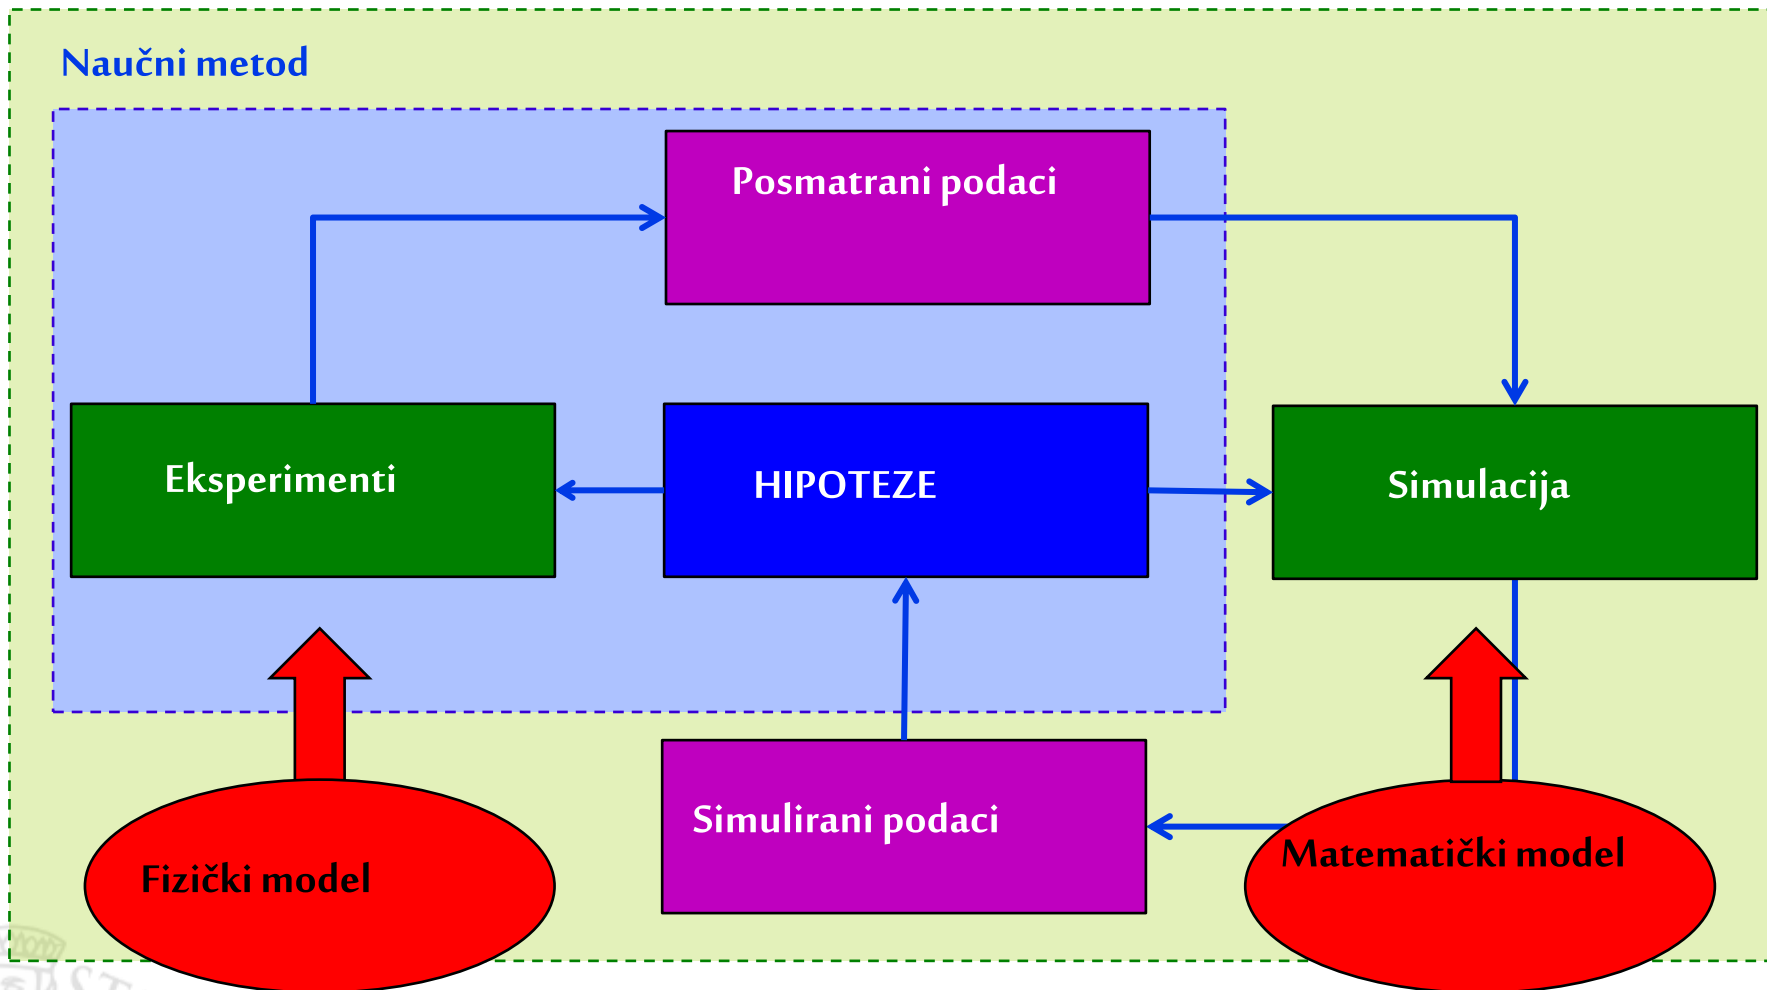 Naučni metod
Posmatrani podaci
Eksperimenti
HIPOTEZE
Simulacija
Simulirani podaci
Matematički model
Fizički model